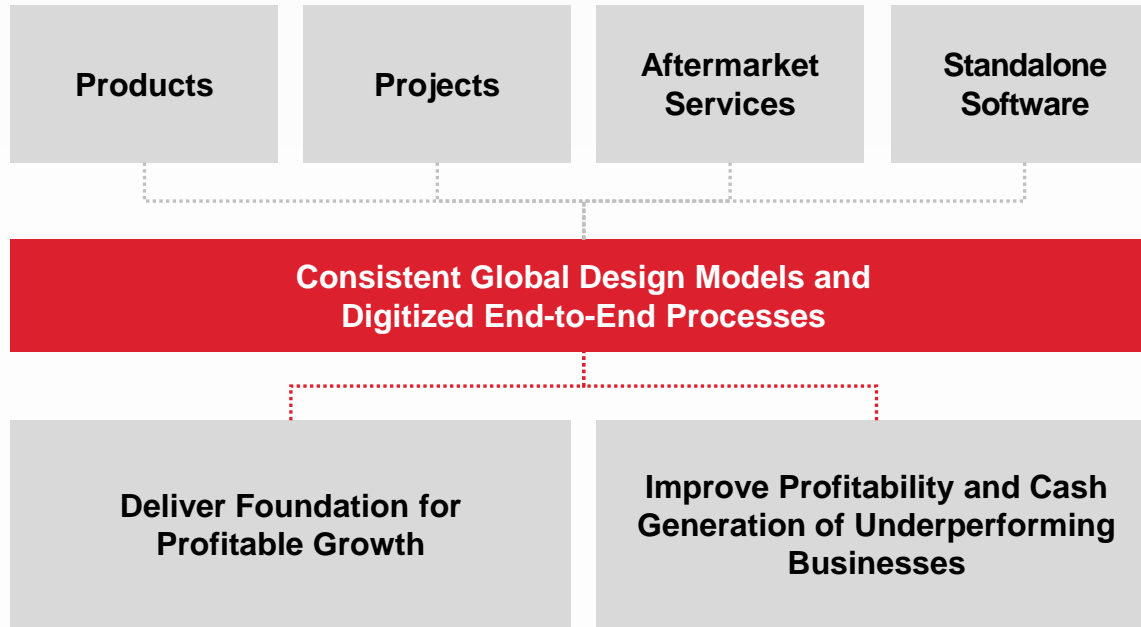 Products
Projects
Aftermarket
Services
Standalone
Software
Consistent Global Design Models and
Digitized End-to-End Processes
Deliver Foundation for
Profitable Growth
Improve Profitability and Cash
Generation of Underperforming
Businesses